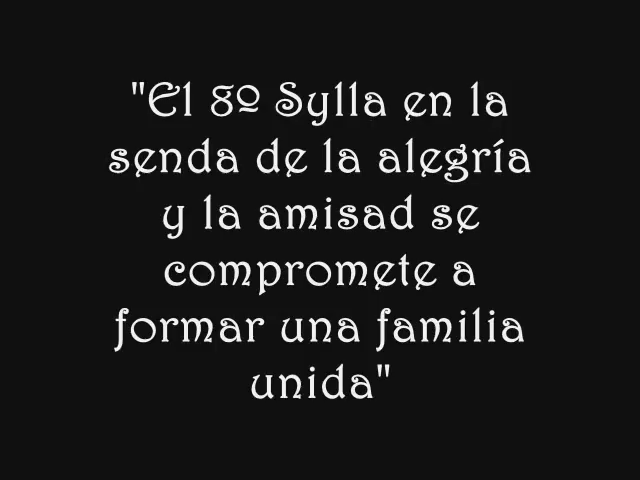 "El 8º Sylla en la
senda de la alegría
y la amisad se
compromete a
formar una familia
unida"